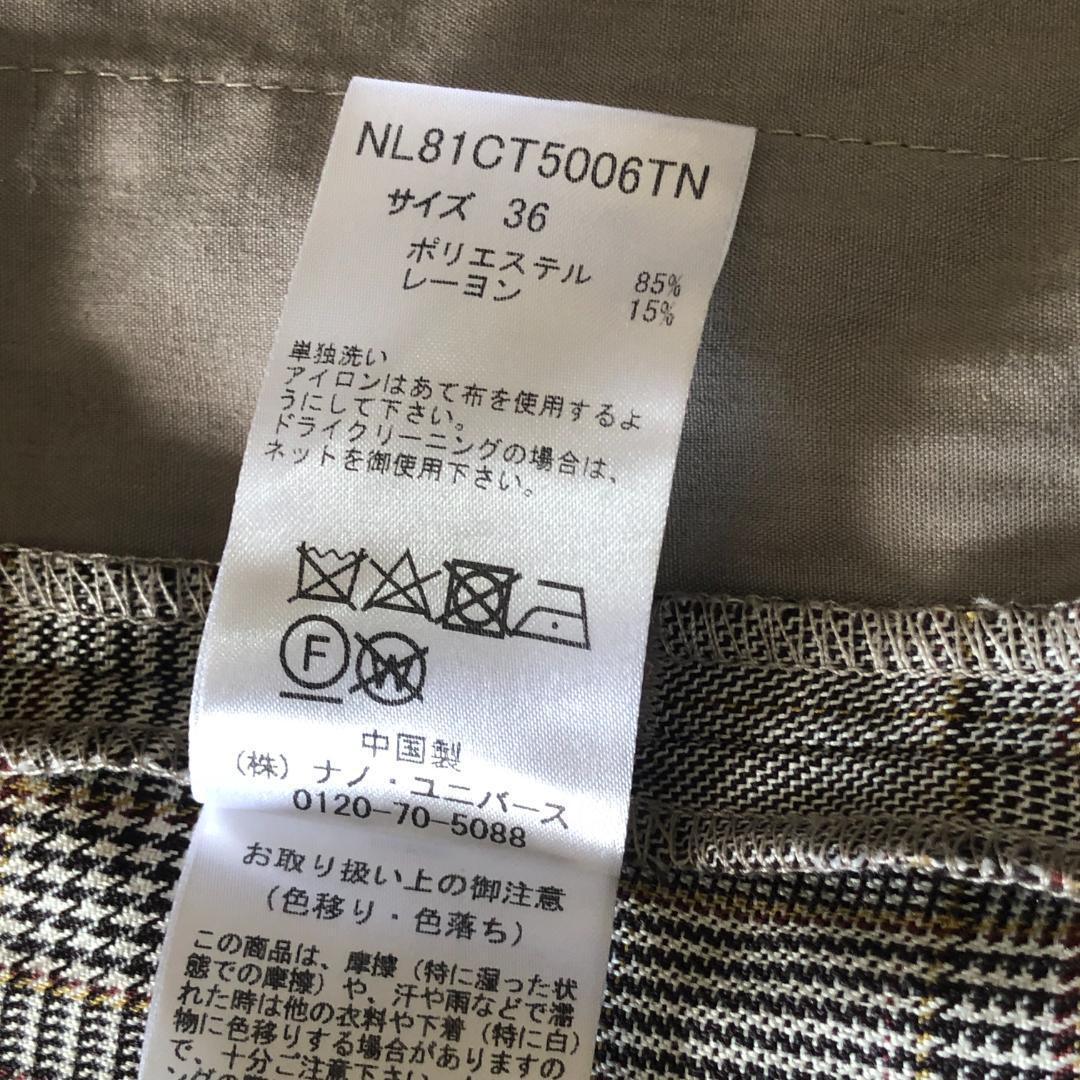 NL81CT5006TN
サイズ 36
ポリエステル 85%
レーヨン 15%
単独洗い
アイロンはあて布を使用するよ
うにして下さい。
ドライクリーニングの場合は、
ネットを御使用下さい。
F W
中国製
(株) ナノ・ユニバース
0120-70-5088
お取り扱い上の御注意
(色移り・色落ち)
この商品は、摩擦 (特に湿った状
態での摩擦) や、汗や雨などで濡
れた時は他の衣料や下着 (特に白)
物に色移りする場合がありますの
で、十分ご注意下さい。